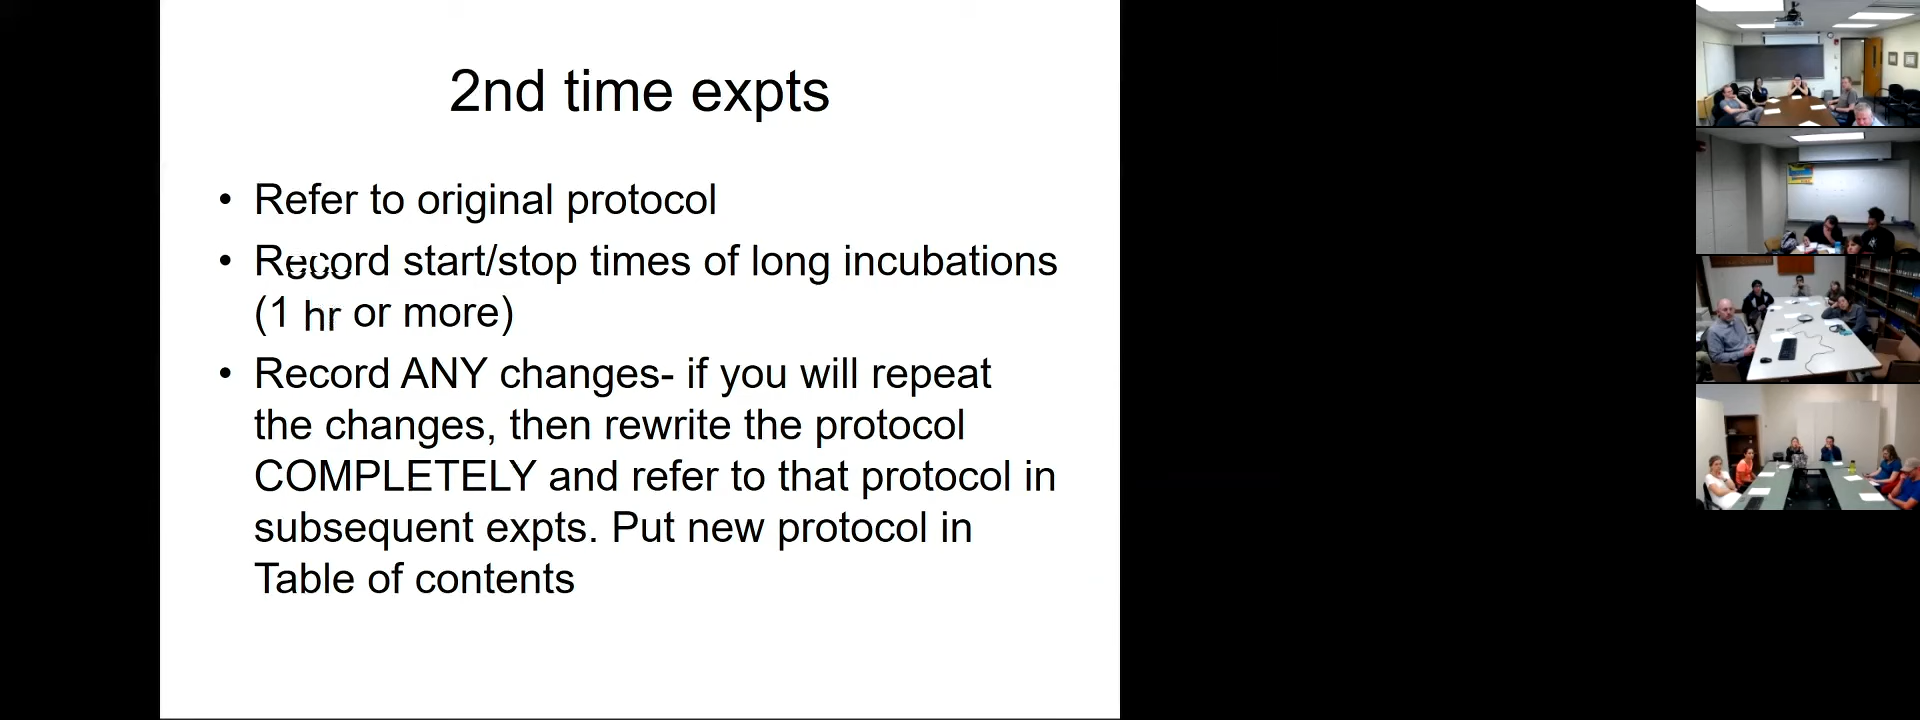 2nd time expts
• Refer to original protocol
• Record start/stop times of long incubations
(1 hr or more)
• Record ANY changes- if you will repeat
the changes, then rewrite the protocol
COMPLETELY and refer to that protocol in
subsequent expts. Put new protocol in
Table of contents